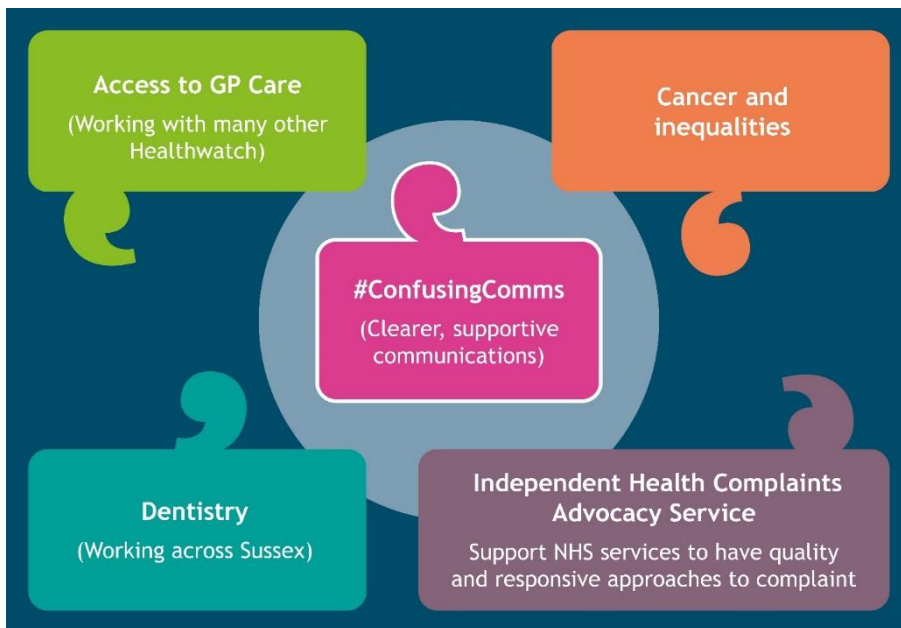 Access to GP Care
(Working with many other
Healthwatch)
Cancer and
inequalities
#ConfusingComms
(Clearer, supportive
communications)
Dentistry
(Working across Sussex)
Independent Health Complaints
Advocacy Service
Support NHS services to have quality
and responsive approaches to complaint